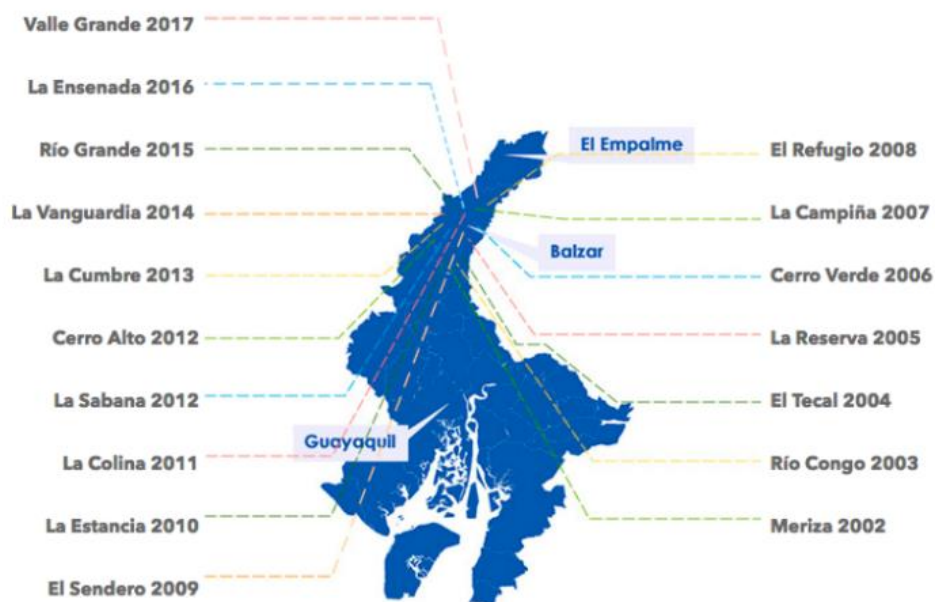 Valle Grande 2017
La Ensenada 2016
Río Grande 2015
La Vanguardia 2014
La Cumbre 2013
Cerro Alto 2012
La Sabana 2012
La Colina 2011
La Estancia 2010
El Sendero 2009
El Empalme
Balzar
Guayaquil
El Refugio 2008
La Campiña 2007
Cerro Verde 2006
La Reserva 2005
El Tecal 2004
Río Congo 2003
Meriza 2002